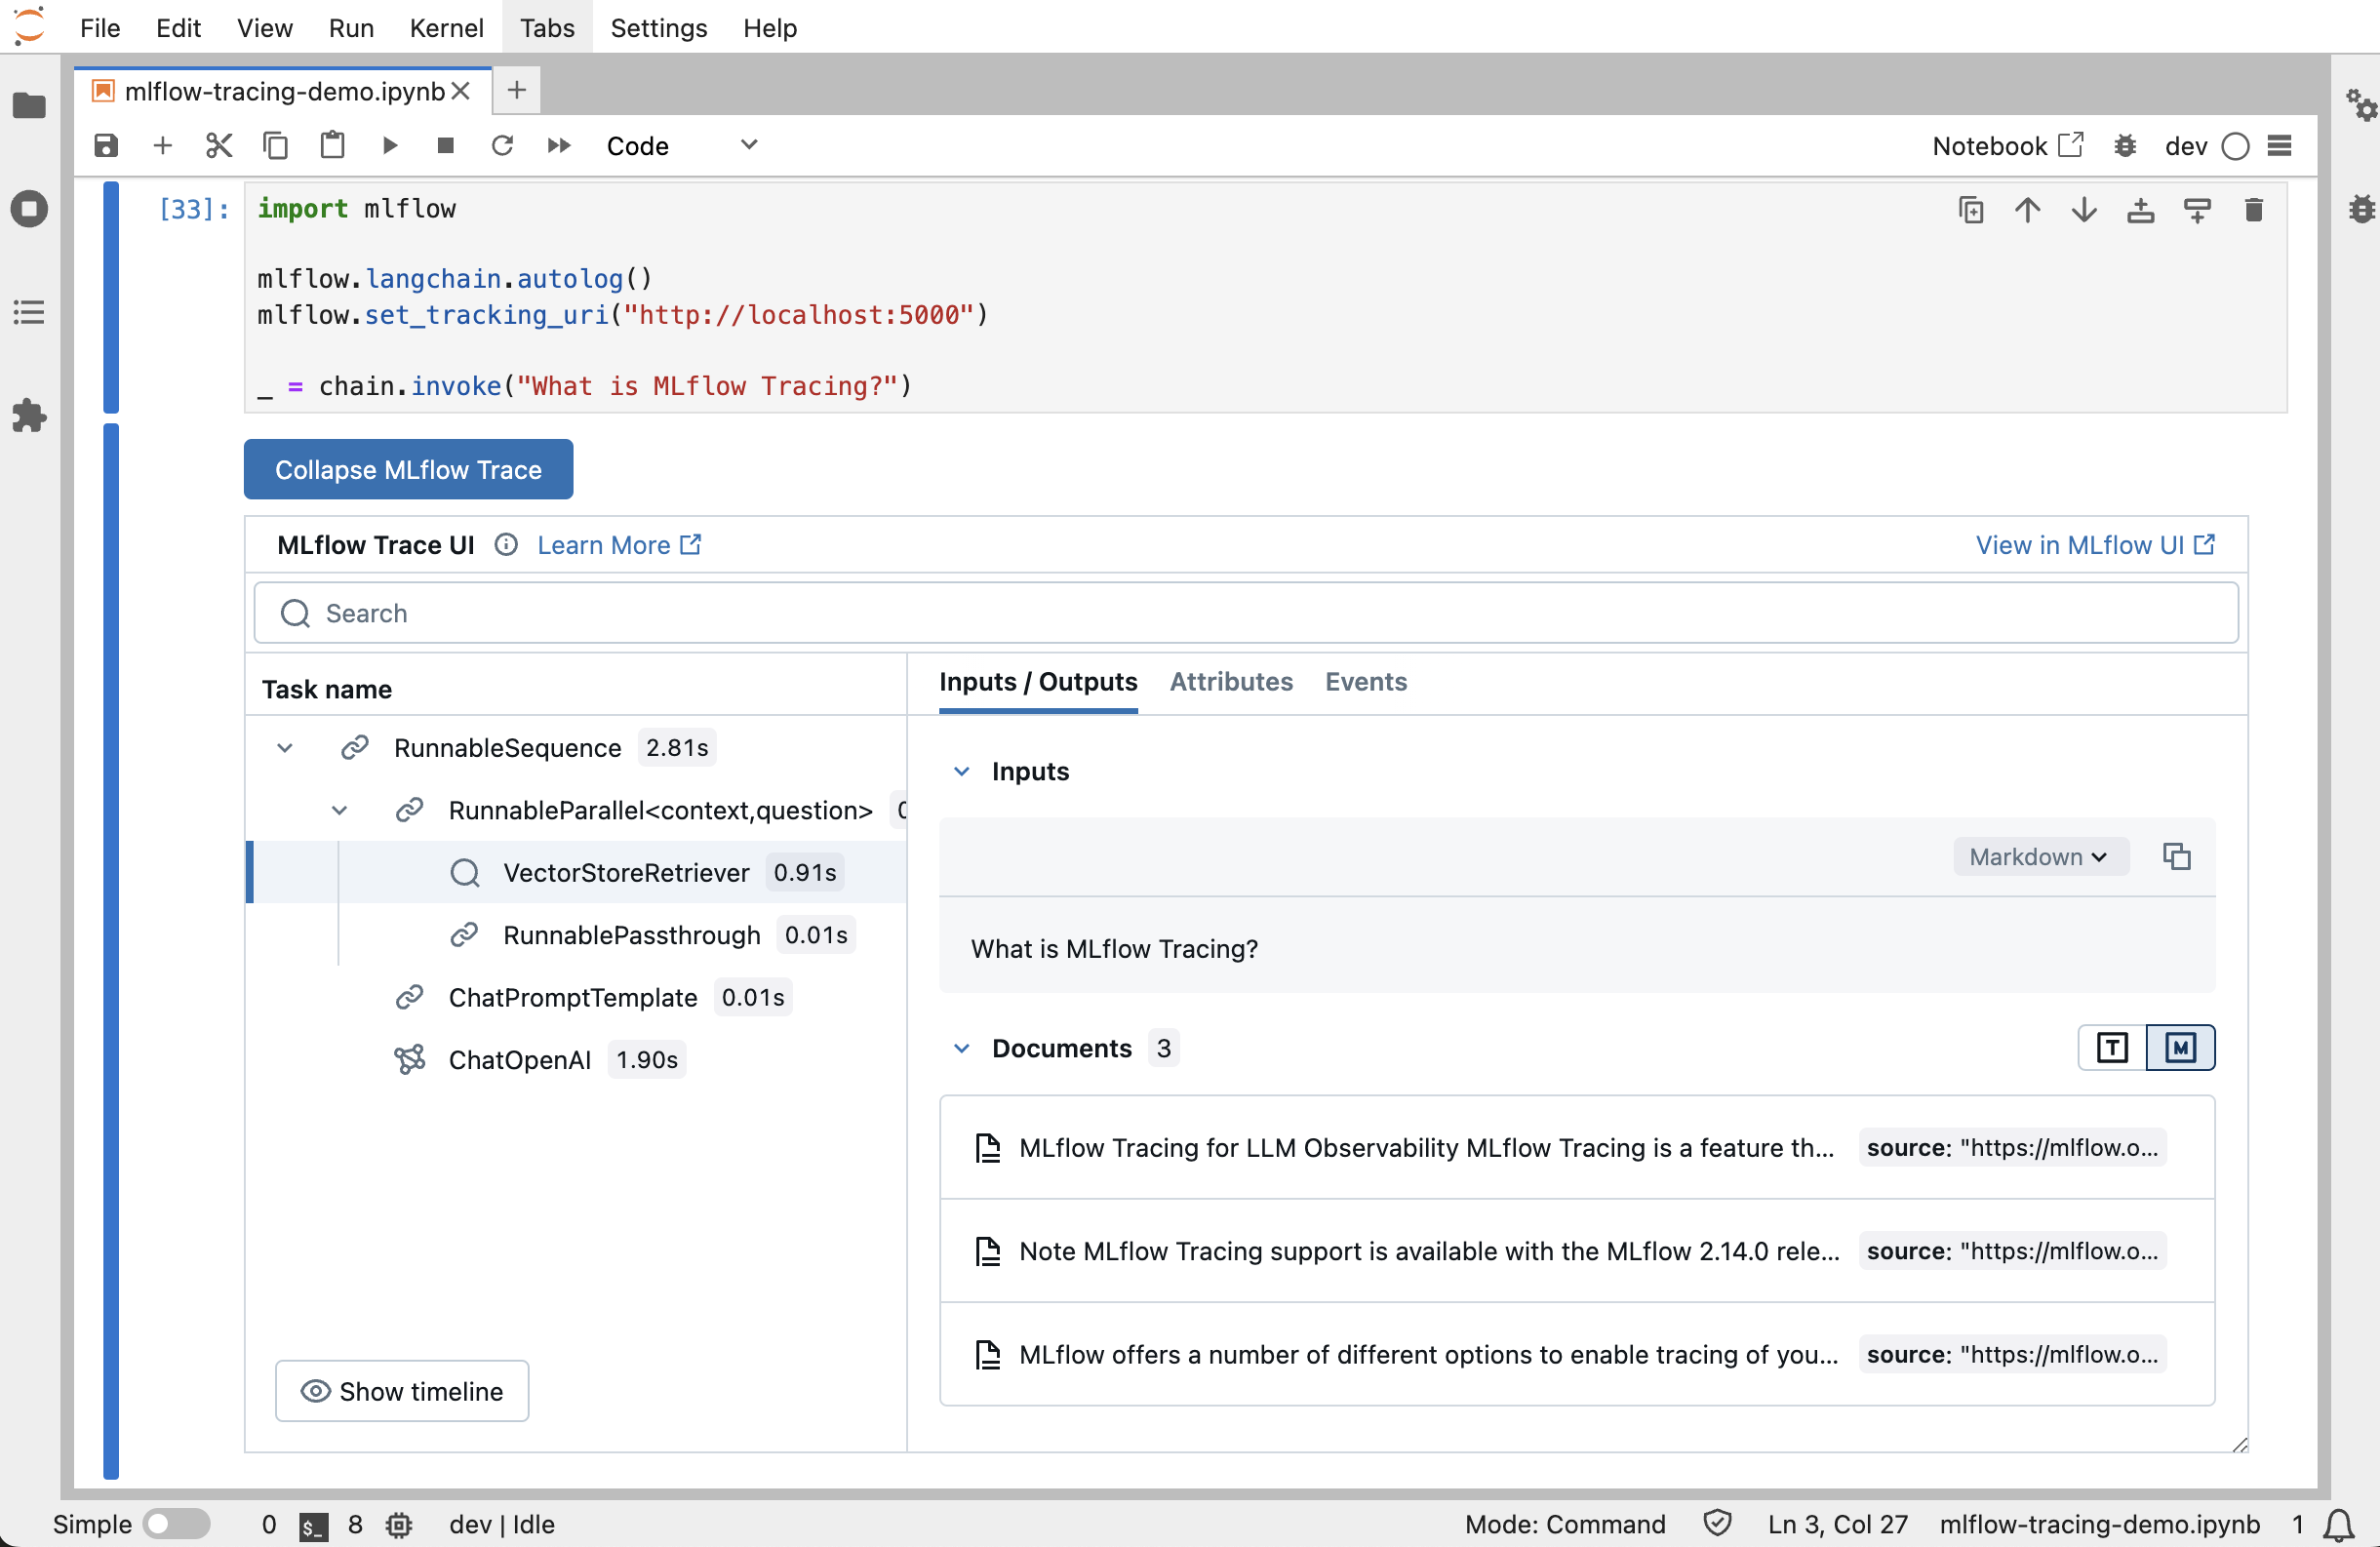 File Edit View Run Kernel Tabs Settings Help
mlflow-tracing-demo.ipynb
Code Notebook dev
[33]: import mlflow
mlflow.langchain.autolog()
mlflow.set_tracking_uri("http://localhost:5000")
_ = chain.invoke("What is MLflow Tracing?")
Collapse MLflow Trace
MLflow Trace UI Learn More View in MLflow UI
Search
Task name
RunnableSequence 2.81s
RunnableParallel<context,question>
VectorStoreRetriever 0.91s
RunnablePassthrough 0.01s
ChatPromptTemplate 0.01s
ChatOpenAI 1.90s
Show timeline
Inputs / Outputs Attributes Events
Inputs
Markdown
What is MLflow Tracing?
Documents 3
T M
MLflow Tracing for LLM Observability MLflow Tracing is a feature th... source: "https://mlflow.o...
Note MLflow Tracing support is available with the MLflow 2.14.0 rele... source: "https://mlflow.o...
MLflow offers a number of different options to enable tracing of you... source: "https://mlflow.o...
Simple 0 $_ 8 dev | Idle Mode: Command Ln 3, Col 27 mlflow-tracing-demo.ipynb 1